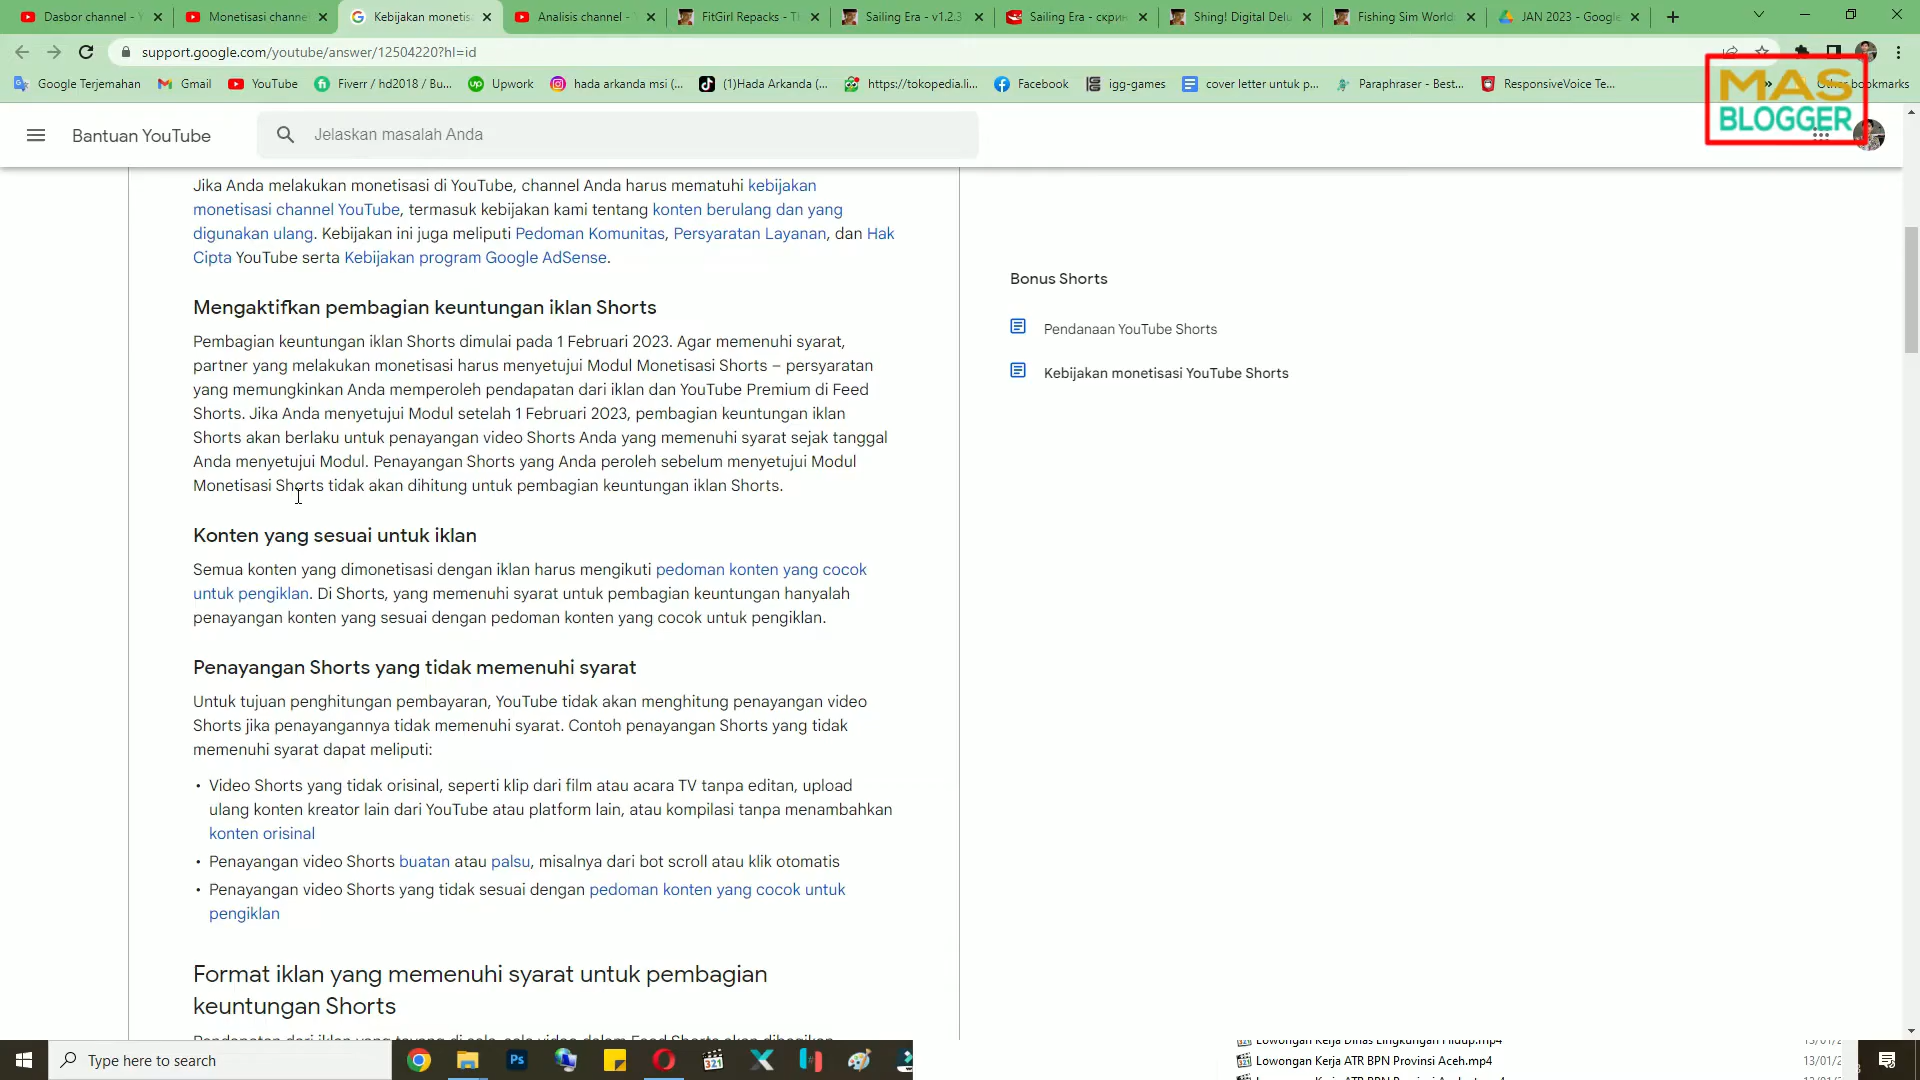 Dasbor channel -
Monetisasi channe
Kebijakan monetis
Analisis channel -
FitGirl Repacks - T
Sailing Era - v1.2.3
Sailing Era - скрин
Shing! Digital Delu
Fishing Sim World
JAN 2023 - Google
support.google.com/youtube/answer/12504220?hl=id
Google Terjemahan
Gmail
YouTube
Fiverr / hd2018 / Bu...
Upwork
hada arkanda msi (...
(1)Hada Arkanda (...
https://tokopedia.li...
Facebook
igg-games
cover letter untuk p...
Paraphraser - Best...
ResponsiveVoice Te...
»
Other bookmarks
MAS
BLOGGER
Bantuan YouTube
Jelaskan masalah Anda
Jika Anda melakukan monetisasi di YouTube, channel Anda harus mematuhi kebijakan
monetisasi channel YouTube, termasuk kebijakan kami tentang konten berulang dan yang
digunakan ulang. Kebijakan ini juga meliputi Pedoman Komunitas, Persyaratan Layanan, dan Hak
Cipta YouTube serta Kebijakan program Google AdSense.
Mengaktifkan pembagian keuntungan iklan Shorts
Pembagian keuntungan iklan Shorts dimulai pada 1 Februari 2023. Agar memenuhi syarat,
partner yang melakukan monetisasi harus menyetujui Modul Monetisasi Shorts – persyaratan
yang memungkinkan Anda memperoleh pendapatan dari iklan dan YouTube Premium di Feed
Shorts. Jika Anda menyetujui Modul setelah 1 Februari 2023, pembagian keuntungan iklan
Shorts akan berlaku untuk penayangan video Shorts Anda yang memenuhi syarat sejak tanggal
Anda menyetujui Modul. Penayangan Shorts yang Anda peroleh sebelum menyetujui Modul
Monetisasi Shorts tidak akan dihitung untuk pembagian keuntungan iklan Shorts.
Konten yang sesuai untuk iklan
Semua konten yang dimonetisasi dengan iklan harus mengikuti pedoman konten yang cocok
untuk pengiklan. Di Shorts, yang memenuhi syarat untuk pembagian keuntungan hanyalah
penayangan konten yang sesuai dengan pedoman konten yang cocok untuk pengiklan.
Penayangan Shorts yang tidak memenuhi syarat
Untuk tujuan penghitungan pembayaran, YouTube tidak akan menghitung penayangan video
Shorts jika penayangannya tidak memenuhi syarat. Contoh penayangan Shorts yang tidak
memenuhi syarat dapat meliputi:
• Video Shorts yang tidak orisinal, seperti klip dari film atau acara TV tanpa editan, upload
ulang konten kreator lain dari YouTube atau platform lain, atau kompilasi tanpa menambahkan
konten orisinal
• Penayangan video Shorts buatan atau palsu, misalnya dari bot scroll atau klik otomatis
• Penayangan video Shorts yang tidak sesuai dengan pedoman konten yang cocok untuk
pengiklan
Format iklan yang memenuhi syarat untuk pembagian
keuntungan Shorts
Bonus Shorts
Pendanaan YouTube Shorts
Kebijakan monetisasi YouTube Shorts
Type here to search
Lowongan Kerja Dinas Lingkungan Hidup.mp4
Lowongan Kerja ATR BPN Provinsi Aceh.mp4
13/01/2